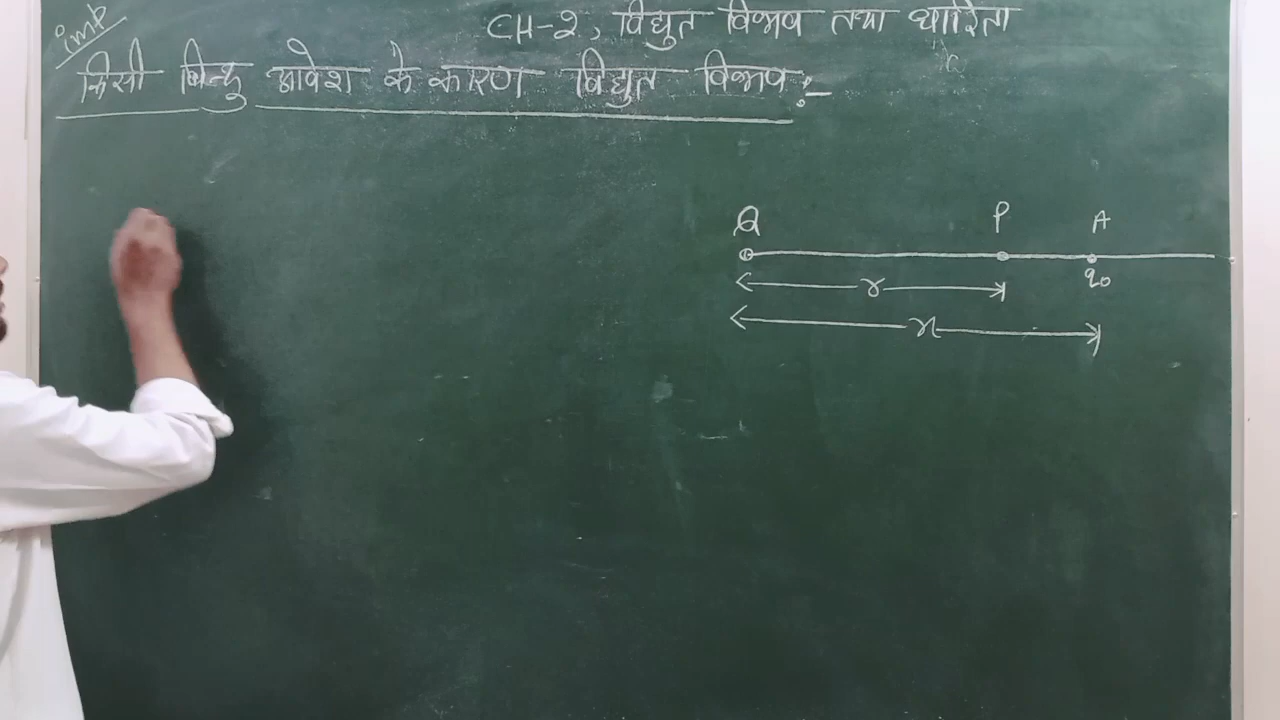 CH-2, विद्युत विभव तथा धारिता
imp
किसी बिन्दु आवेश के कारण विद्युत विभव :-
Q P A
q₀
r
x